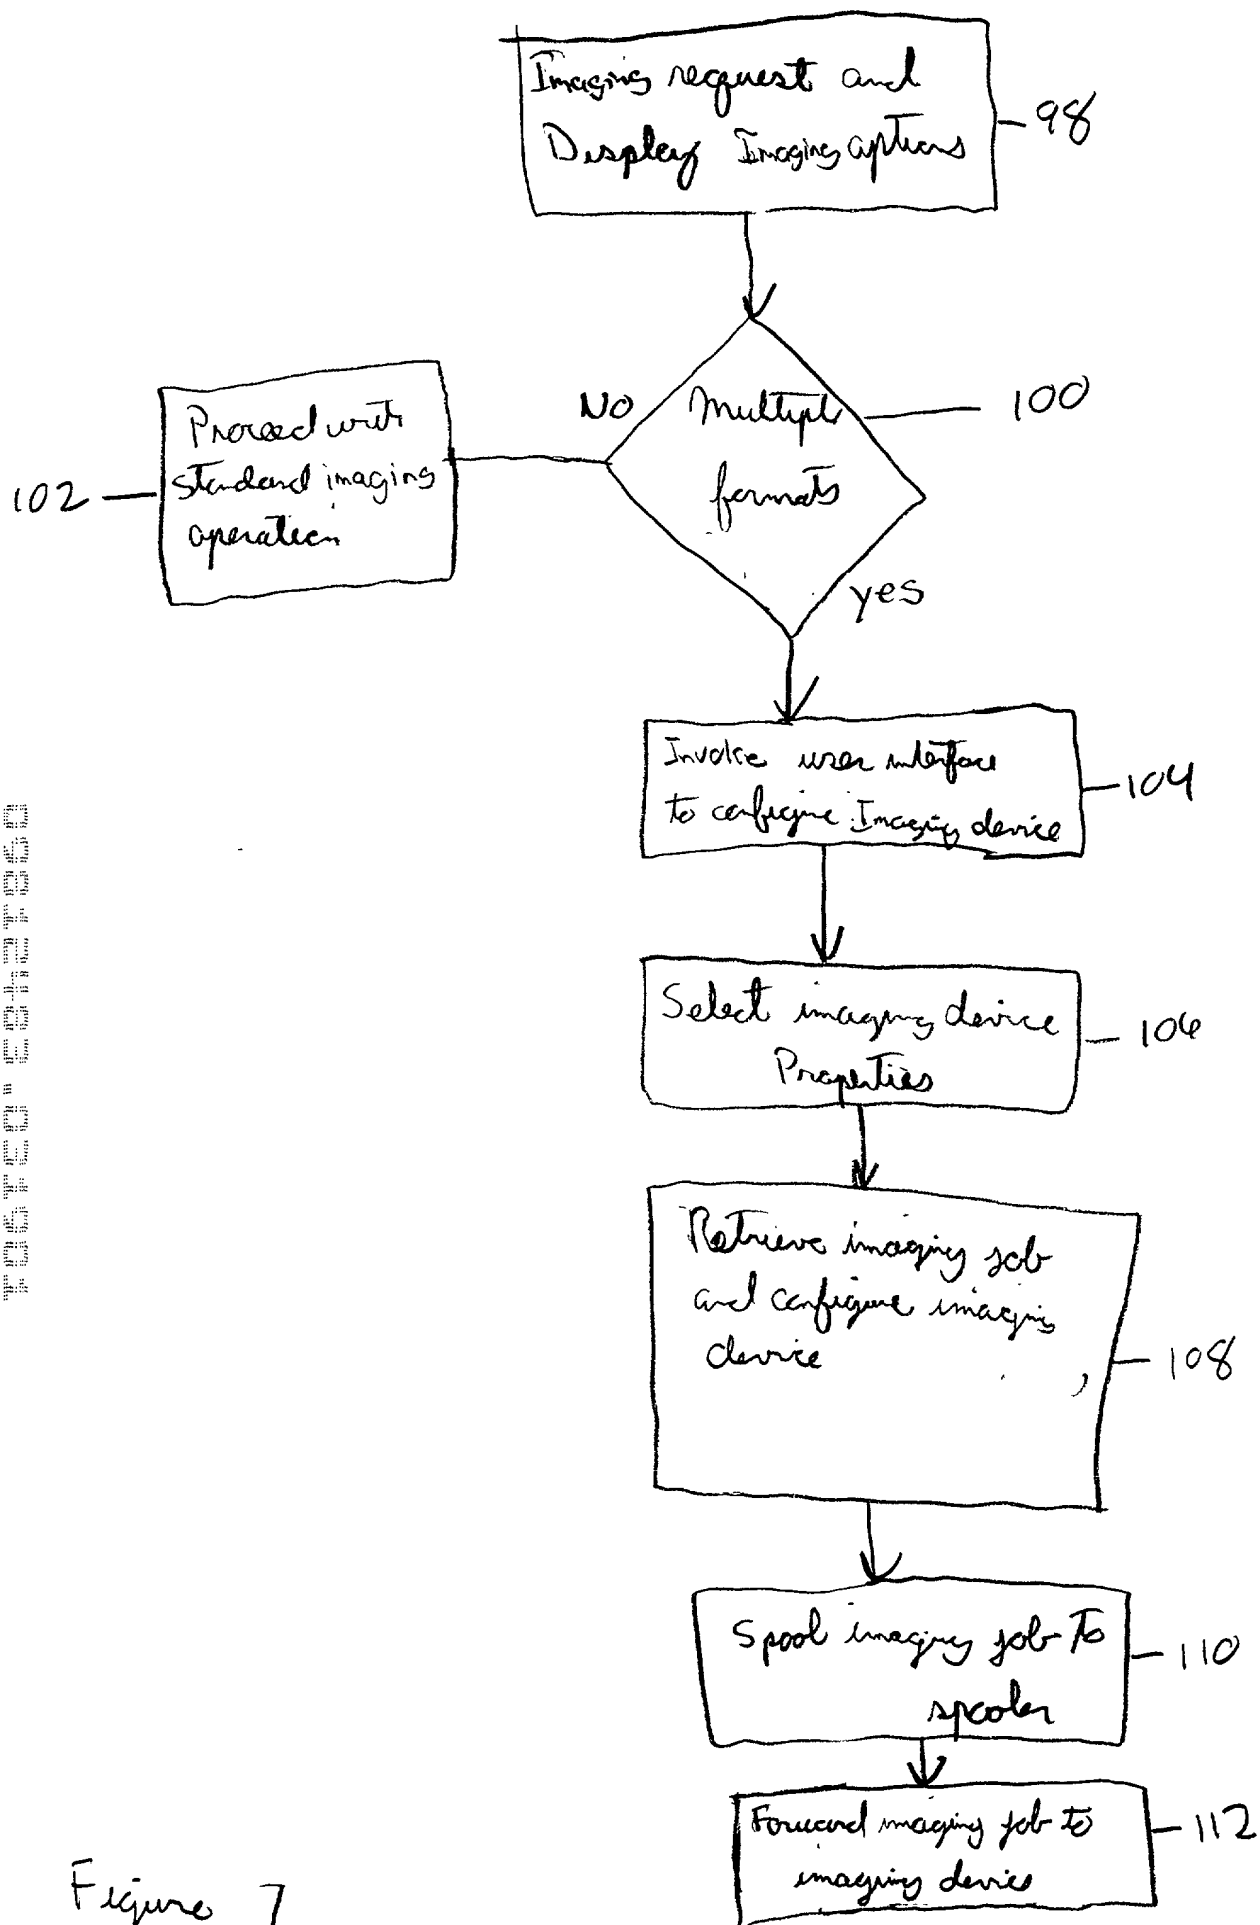 Imaging request and
Display Imaging options
98
No
Multiple
formats
100
yes
Proceed with
standard imaging
operation
102
Invoke user interface
to configure Imaging device
104
Select imaging device
Properties
106
Retrieve imaging job
and configure imaging
device
108
Spool imaging job to
spooler
110
Forward imaging job to
imaging device
112
Figure 7